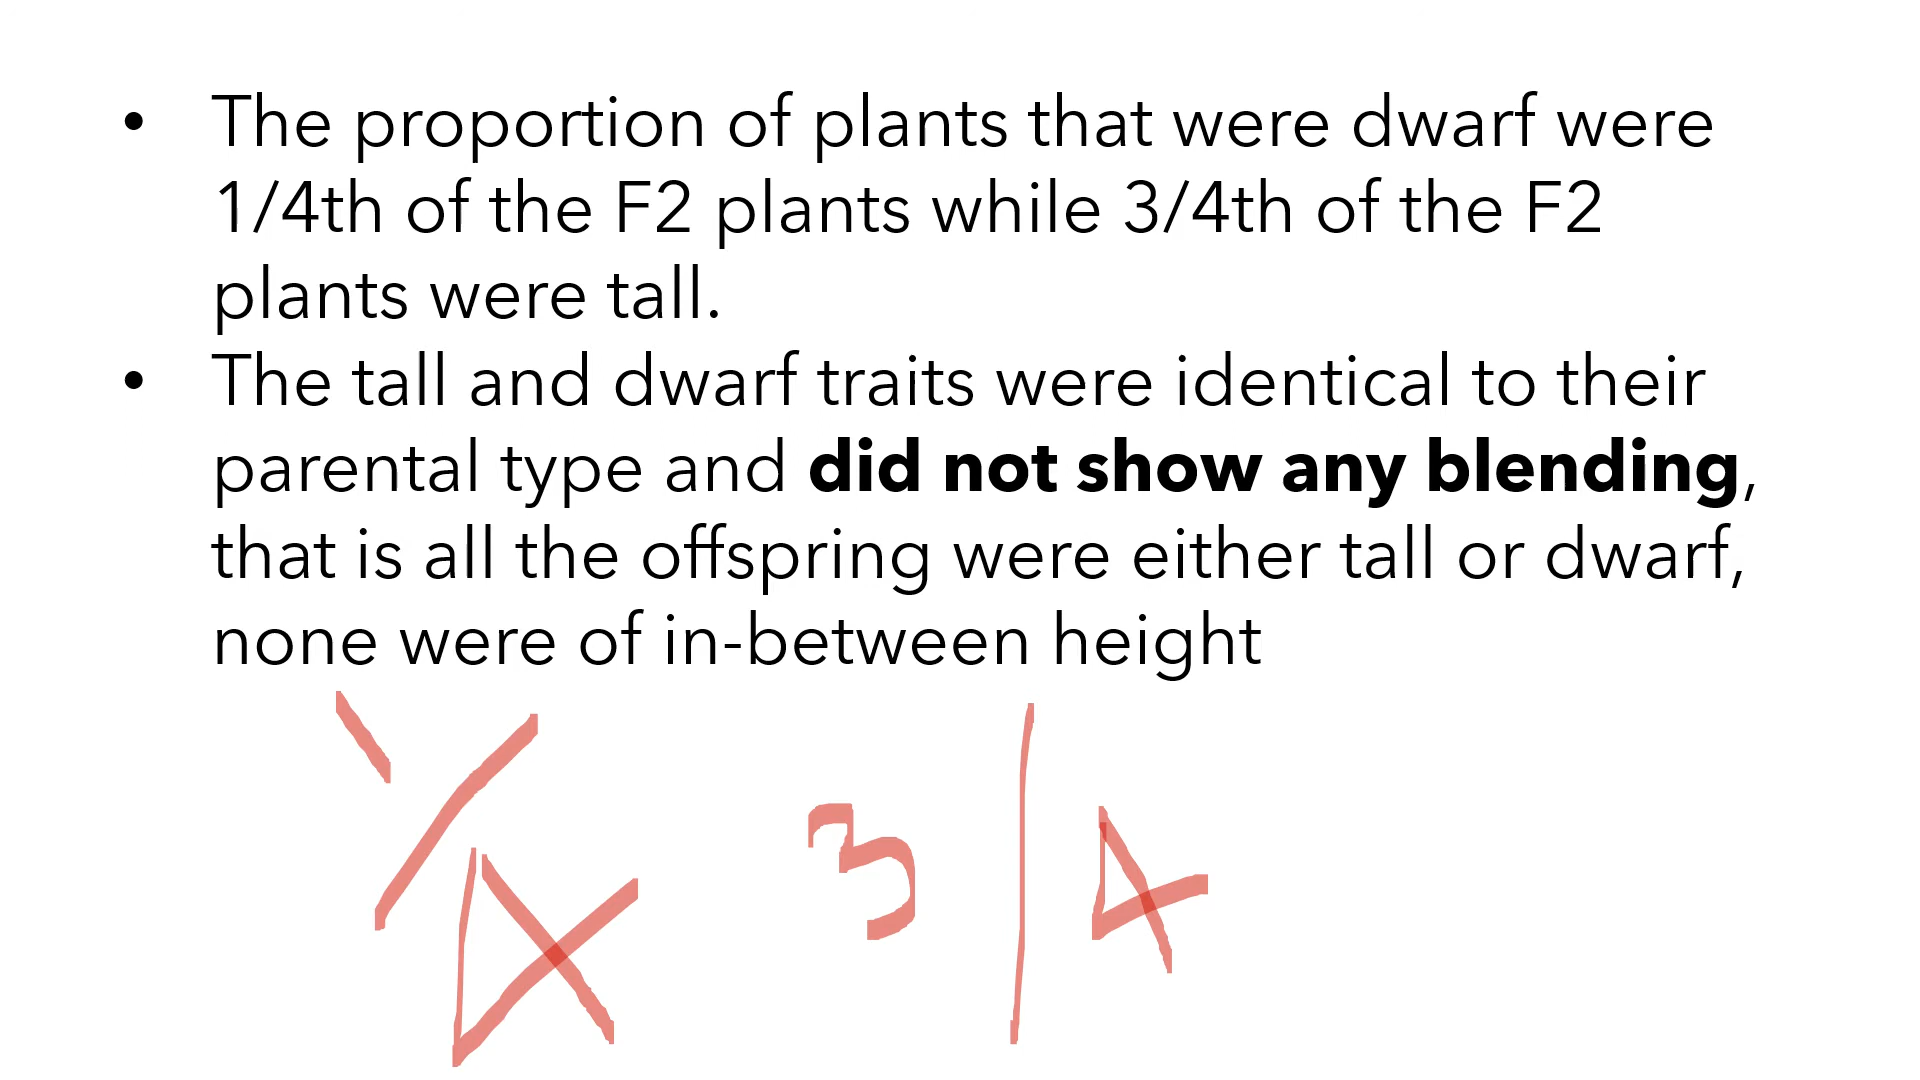 • The proportion of plants that were dwarf were
1/4th of the F2 plants while 3/4th of the F2
plants were tall.
• The tall and dwarf traits were identical to their
parental type and did not show any blending,
that is all the offspring were either tall or dwarf,
none were of in-between height
1/4 3/4